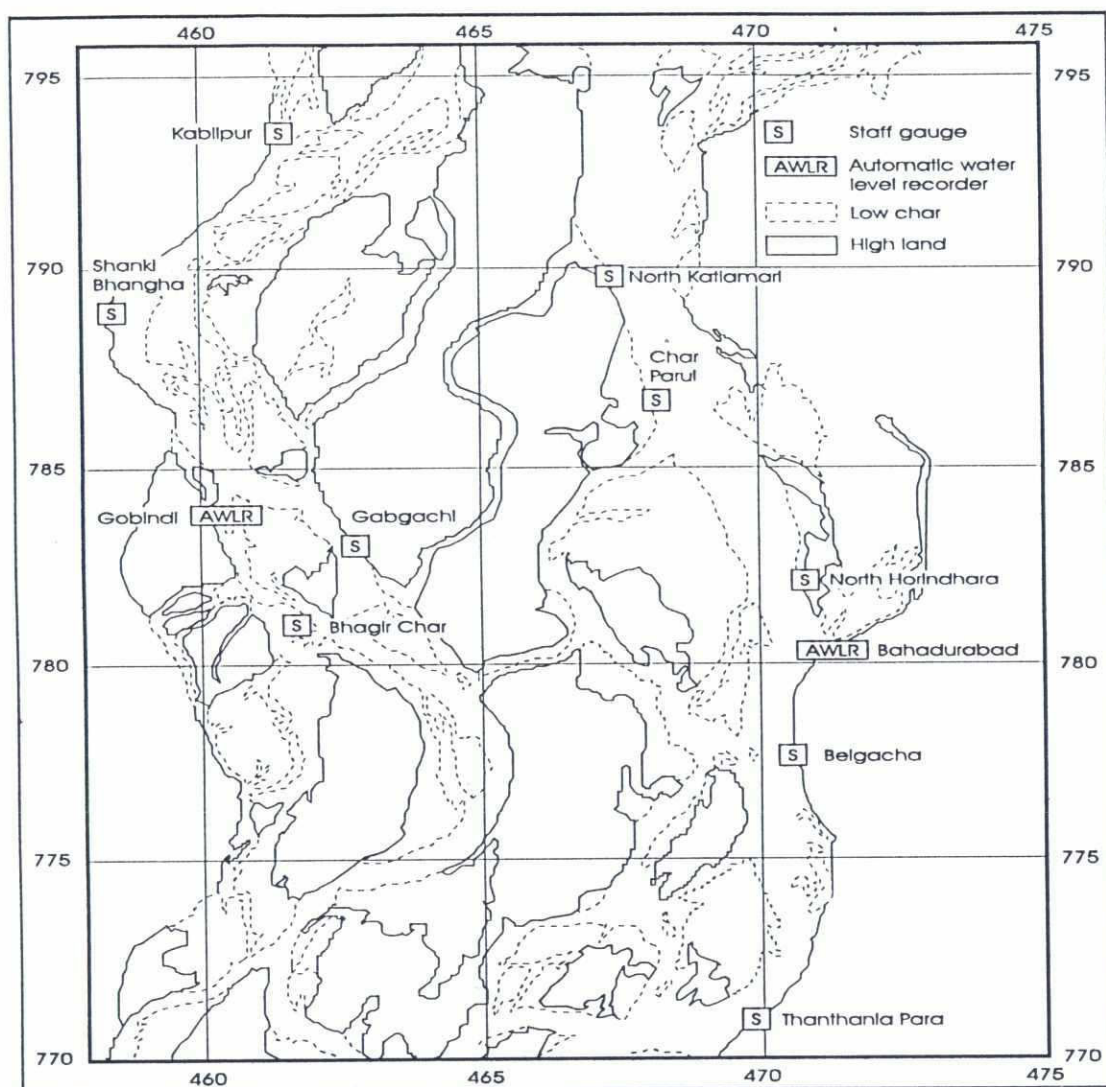 460 465 470 475
795 795
Kabilpur S
S Staff gauge
AWLR Automatic water
level recorder
Low char
High land
790 790
Shanki
Bhangha
S
S North Katlamari
Char
Parul
S
785 785
Gobindi AWLR
Gabgachi
S
S North Horindhara
S Bhagir Char
780 780
AWLR Bahadurabad
S Belgacha
775 775
S Thanthania Para
770 770
460 465 470 475